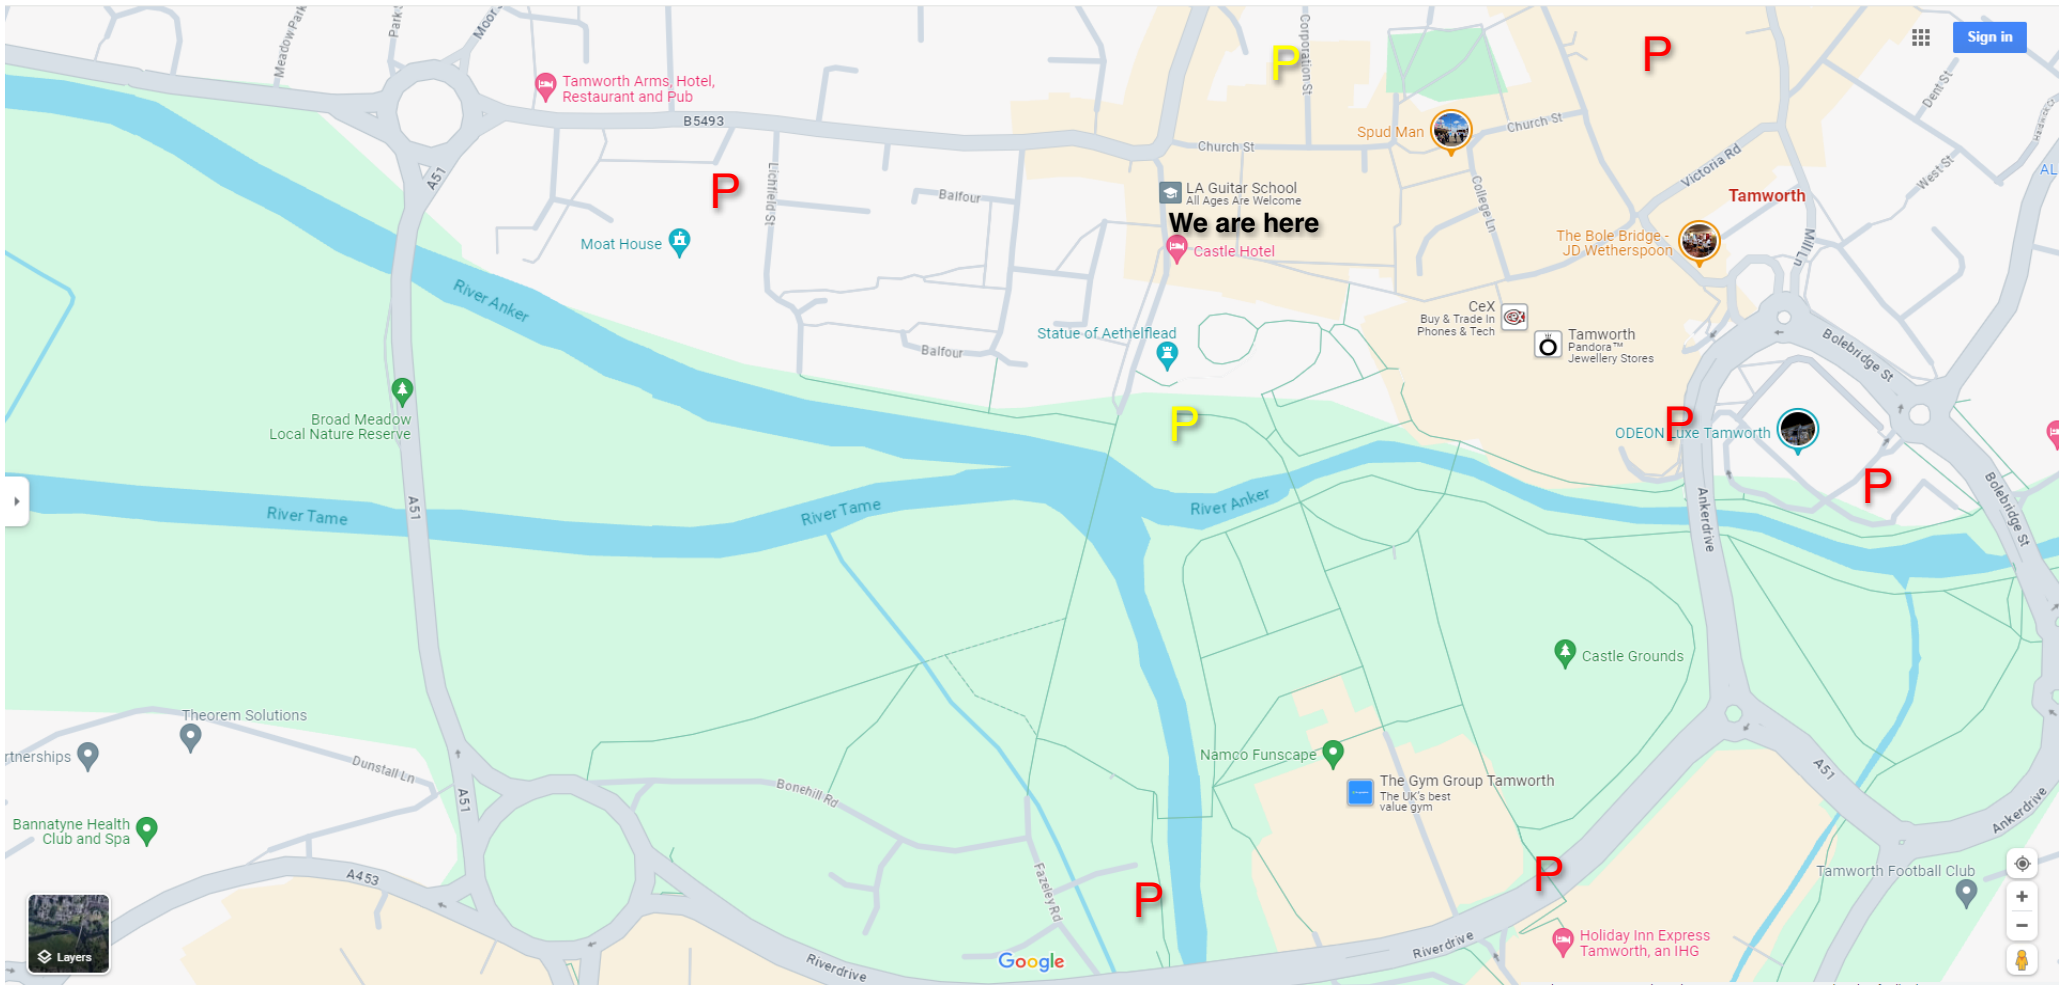 Meadow Park
Park S
Moor S
Corporation St
P
P
Sign in
Tamworth Arms, Hotel,
Restaurant and Pub
B5493
Dent St
Spud Man
Church St
Church St
Victoria Rd
West St
AL
A51
P
Lichfield St
Balfour
LA Guitar School
All Ages Are Welcome
College Ln
Tamworth
We are here
Castle Hotel
Moat House
The Bole Bridge -
JD Wetherspoon
Mill Ln
River Anker
CeX
Buy & Trade In
Phones & Tech
Statue of Aethelflead
Tamworth
Pandora™
Jewellery Stores
Bolebridge St
Balfour
Broad Meadow
Local Nature Reserve
P
P
ODEON Luxe Tamworth
P
River Tame
A51
River Tame
River Anker
Ankerdrive
Bolebridge St
Castle Grounds
Theorem Solutions
rtnerships
Dunstall Ln
A51
Bonehill Rd
Namco Funscape
The Gym Group Tamworth
The UK's best
value gym
A51
Ankerdrive
Bannatyne Health
Club and Spa
A453
Fazeley Rd
P
P
Tamworth Football Club
Layers
Google
Riverdrive
Riverdrive
Holiday Inn Express
Tamworth, an IHG